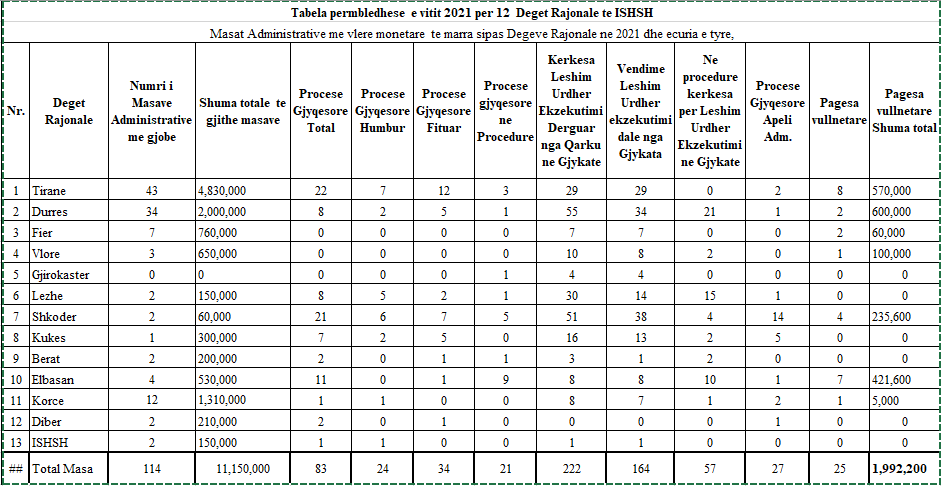 Tabela permbledhese e vitit 2021 per 12 Deget Rajonale te ISHSH
Masat Administrative me vlere monetare te marra sipas Degeve Rajonale ne 2021 dhe ecuria e tyre,
Nr. Deget Rajonale Numri i Masave Administrative me gjobe Shuma totale te gjithe masave Procese Gjyqesore Total Procese Gjyqesore Humbur Procese Gjyqesore Fituar Procese gjyqesore ne Procedure Kerkesa Leshim Urdher Ekzekutimi Derguar nga Qarku ne Gjykate Vendime Leshim Urdher ekzekutimi dale nga Gjykata Ne procedure kerkesa per Leshim Urdher Ekzekutimi ne Gjykate Procese Gjyqesore Apeli Adm. Pagesa vullnetare Pagesa vullnetare Shuma total
1 Tirane 43 4,830,000 22 7 12 3 29 29 0 2 8 570,000
2 Durres 34 2,000,000 8 2 5 1 55 34 21 1 2 600,000
3 Fier 7 760,000 0 0 0 0 7 7 0 0 2 60,000
4 Vlore 3 650,000 0 0 0 0 10 8 2 0 1 100,000
5 Gjirokaster 0 0 0 0 0 1 4 4 0 0 0 0
6 Lezhe 2 150,000 8 5 2 1 30 14 15 1 0 0
7 Shkoder 2 60,000 21 6 7 5 51 38 4 14 4 235,600
8 Kukes 1 300,000 7 2 5 0 16 13 2 5 0 0
9 Berat 2 200,000 2 0 1 1 3 1 2 0 0 0
10 Elbasan 4 530,000 11 0 1 9 8 8 10 1 7 421,600
11 Korce 12 1,310,000 1 1 0 0 8 7 1 2 1 5,000
12 Diber 2 210,000 2 0 1 0 0 0 0 1 0 0
13 ISHSH 2 150,000 1 1 0 0 1 1 0 0 0 0
## Total Masa 114 11,150,000 83 24 34 21 222 164 57 27 25 1,992,200